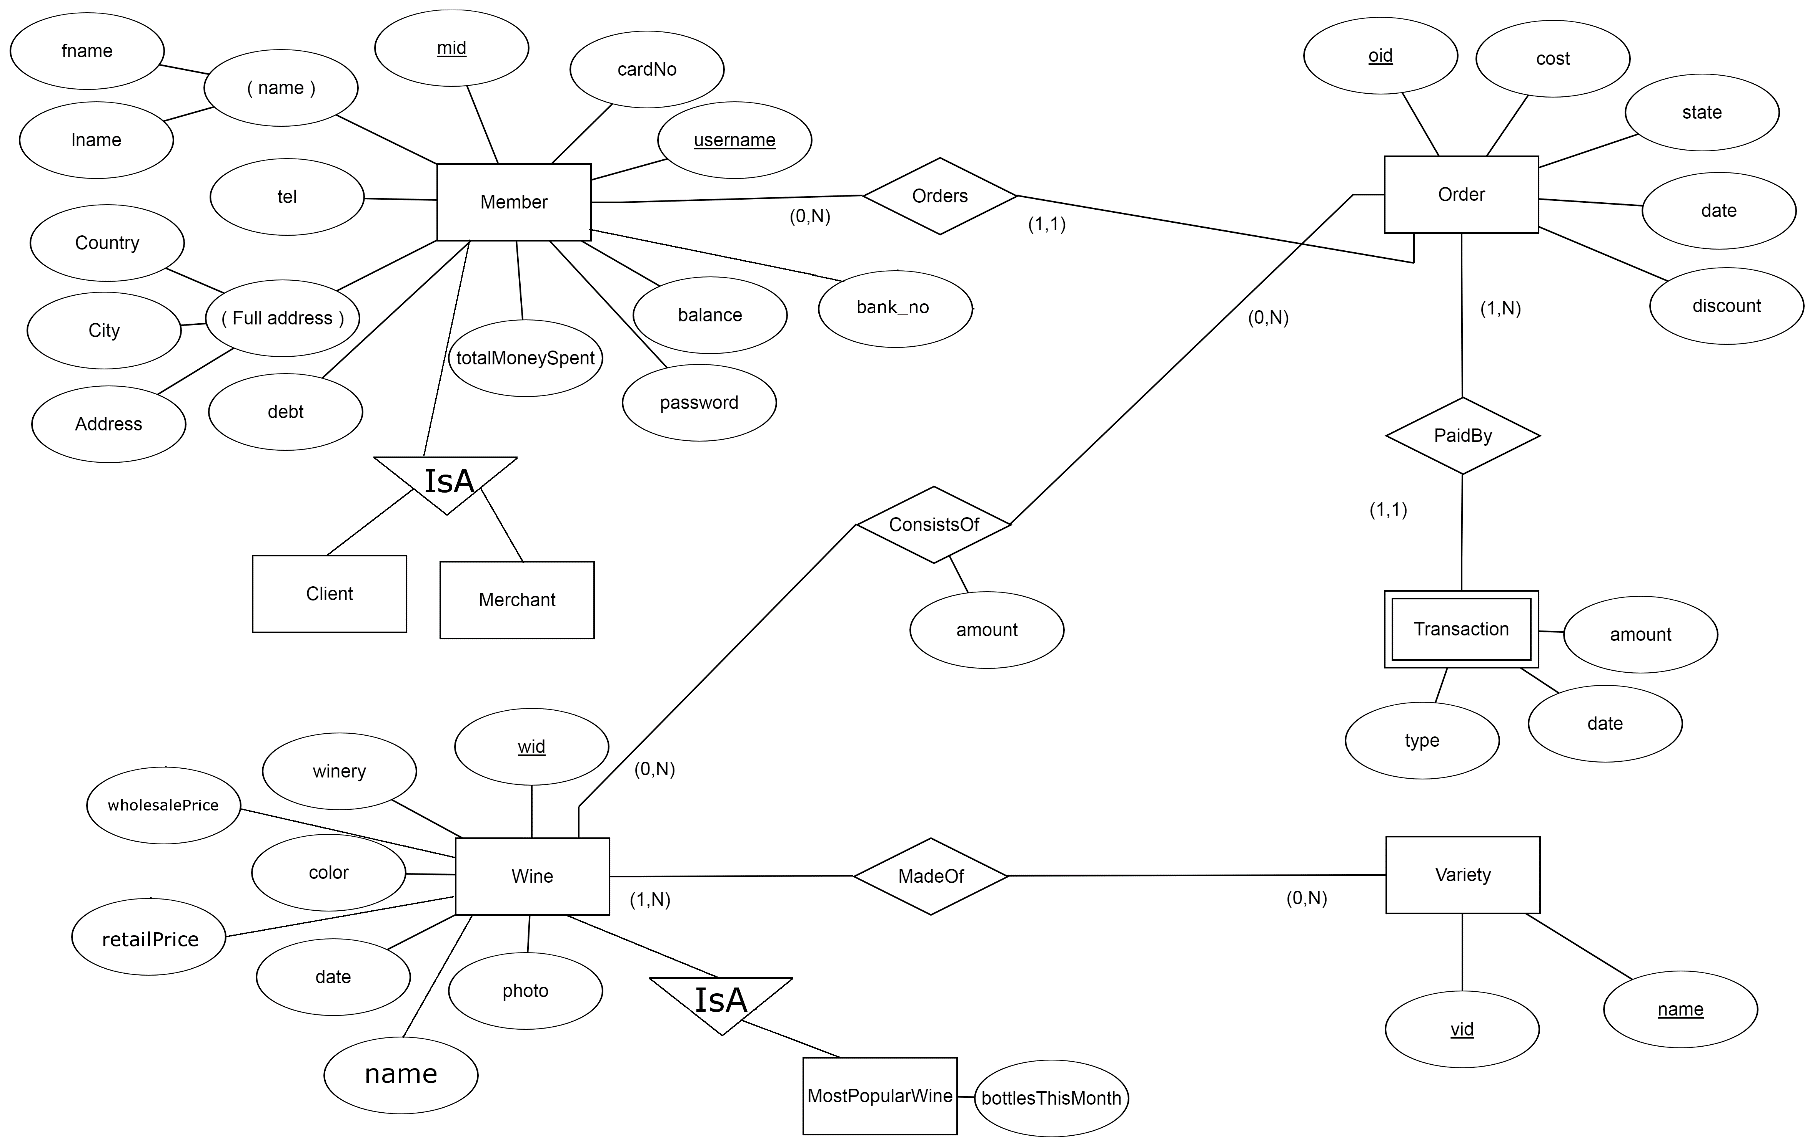 fname
( name )
lname
mid
cardNo
username
tel
Member
Country
( Full address )
City
Address
debt
totalMoneySpent
password
balance
bank_no
(0,N)
Orders
(1,1)
oid
cost
state
Order
date
discount
(0,N)
(1,N)
PaidBy
(1,1)
IsA
Client
Merchant
ConsistsOf
amount
Transaction
amount
type
date
wid
winery
wholesalePrice
color
retailPrice
date
name
photo
Wine
(0,N)
(1,N)
MadeOf
(0,N)
Variety
vid
name
IsA
MostPopularWine
bottlesThisMonth